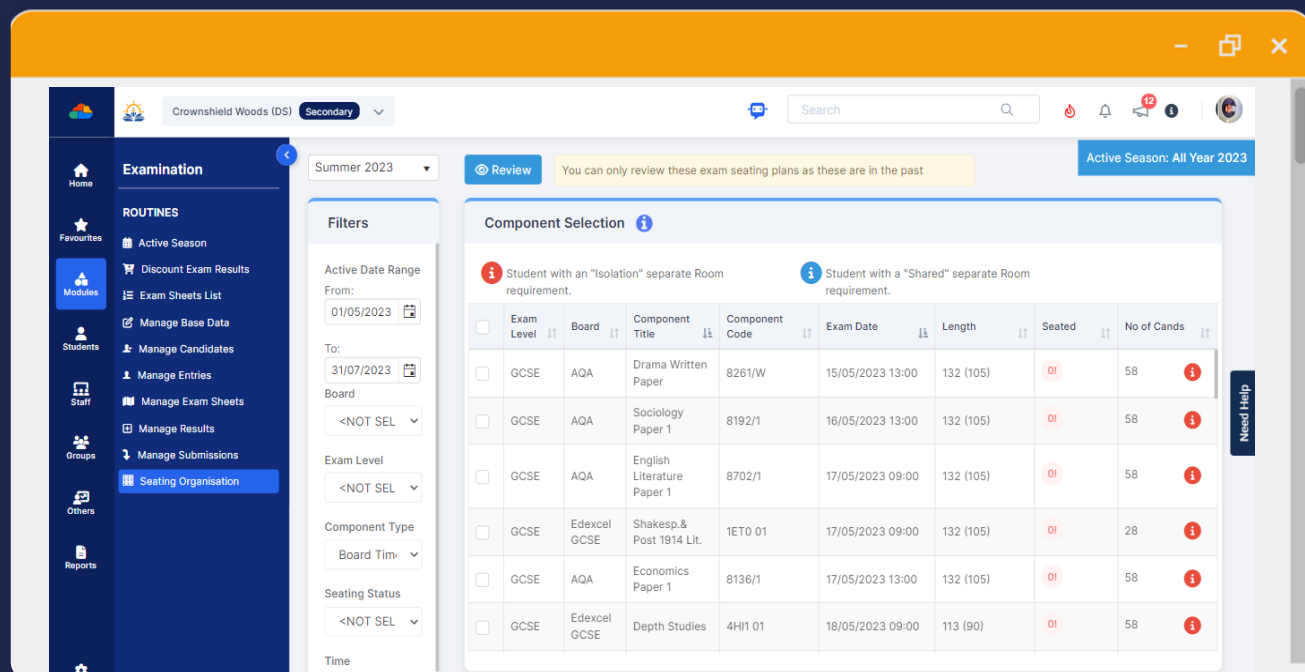 Crownshield Woods (DS) Secondary
Search
12
Home
Favourites
Modules
Students
Staff
Groups
Others
Reports
Examination
ROUTINES
Active Season
Discount Exam Results
Exam Sheets List
Manage Base Data
Manage Candidates
Manage Entries
Manage Exam Sheets
Manage Results
Manage Submissions
Seating Organisation
Summer 2023
Review
You can only review these exam seating plans as these are in the past
Active Season: All Year 2023
Filters
Active Date Range
From:
01/05/2023
To:
31/07/2023
Board
<NOT SEL
Exam Level
<NOT SEL
Component Type
Board Tim
Seating Status
<NOT SEL
Time
Component Selection
Student with an "Isolation" separate Room
requirement.
Student with a "Shared" separate Room
requirement.
Exam Level Board Component Title Component Code Exam Date Length Seated No of Cands
GCSE AQA Drama Written Paper 8261/W 15/05/2023 13:00 132 (105) 0! 58
GCSE AQA Sociology Paper 1 8192/1 16/05/2023 13:00 132 (105) 0! 58
GCSE AQA English Literature Paper 1 8702/1 17/05/2023 09:00 132 (105) 0! 58
GCSE Edexcel GCSE Shakesp.& Post 1914 Lit. 1ET0 01 17/05/2023 09:00 132 (105) 0! 28
GCSE AQA Economics Paper 1 8136/1 17/05/2023 13:00 132 (105) 0! 58
GCSE Edexcel GCSE Depth Studies 4HI1 01 18/05/2023 09:00 113 (90) 0! 58
Need Help